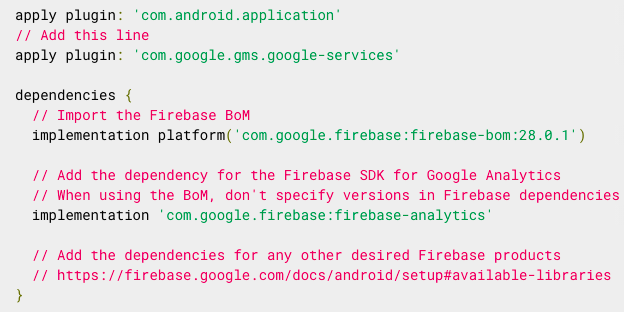 apply plugin: 'com.android.application'
// Add this line
apply plugin: 'com.google.gms.google-services'

dependencies {
  // Import the Firebase BoM
  implementation platform('com.google.firebase:firebase-bom:28.0.1')

  // Add the dependency for the Firebase SDK for Google Analytics
  // When using the BoM, don't specify versions in Firebase dependencies
  implementation 'com.google.firebase:firebase-analytics'

  // Add the dependencies for any other desired Firebase products
  // https://firebase.google.com/docs/android/setup#available-libraries
}